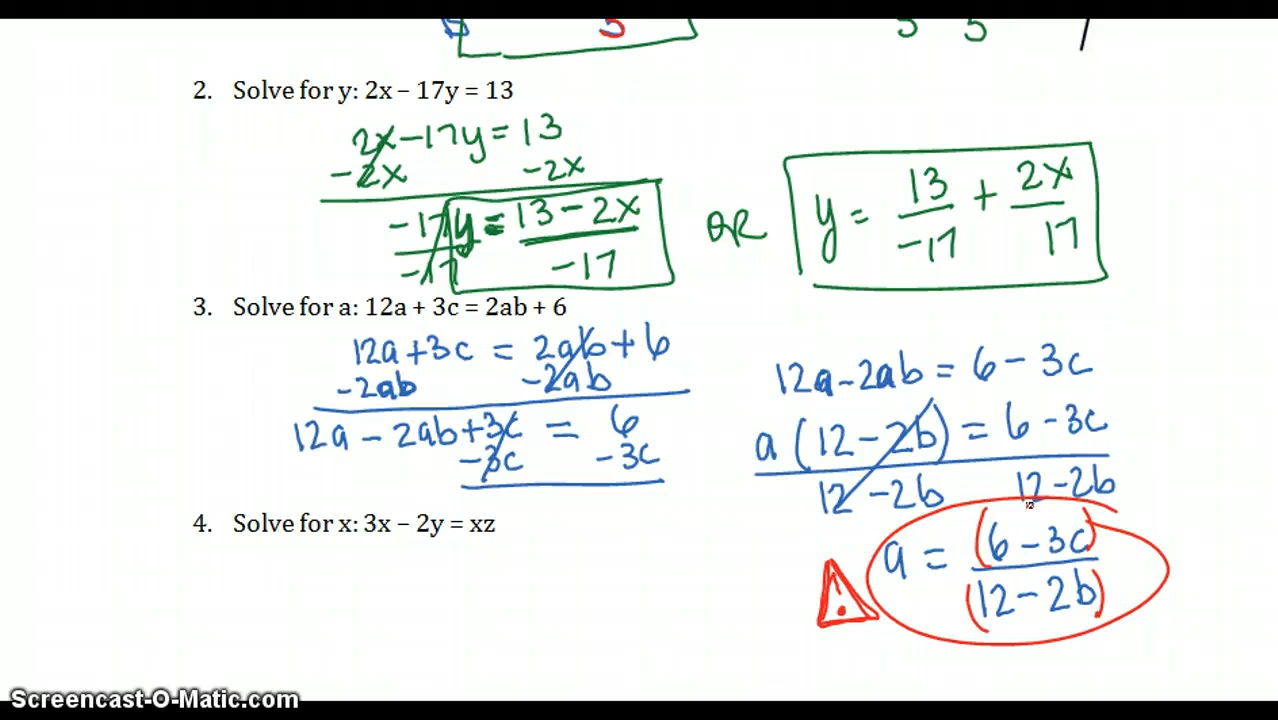 5
5 5
2. Solve for y: 2x – 17y = 13
2x - 17y = 13
-2x -2x
-17y = 13 - 2x
-17 -17
OR
y = 13 + 2x
-17 17
3. Solve for a: 12a + 3c = 2ab + 6
12a + 3c = 2ab + 6
-2ab -2ab
12a - 2ab + 3c = 6
-3c -3c
12a - 2ab = 6 - 3c
a (12 - 2b) = 6 - 3c
12 - 2b 12 - 2b
a = (6 - 3c)
(12 - 2b)
!
4. Solve for x: 3x – 2y = xz
Screencast-O-Matic.com